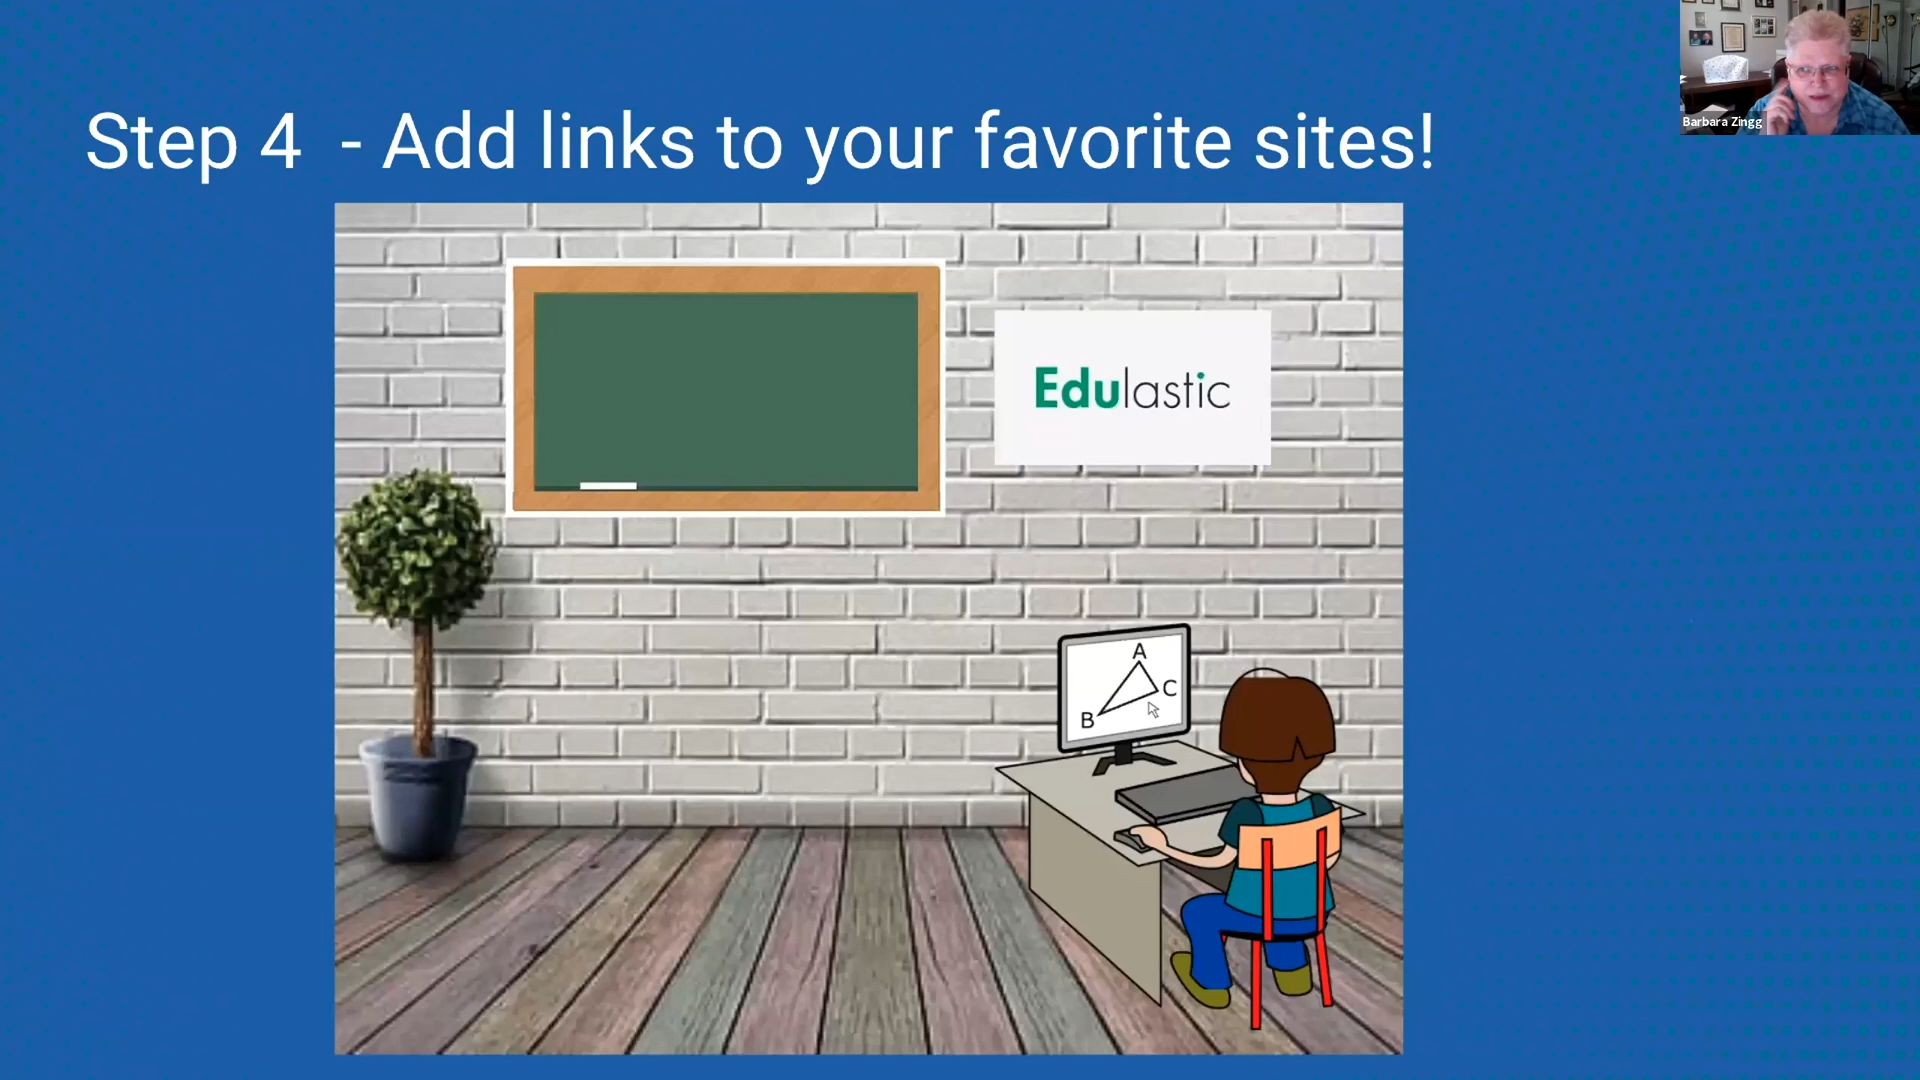 Step 4 - Add links to your favorite sites!
Barbara Zingg
Edulastic
A
C
B